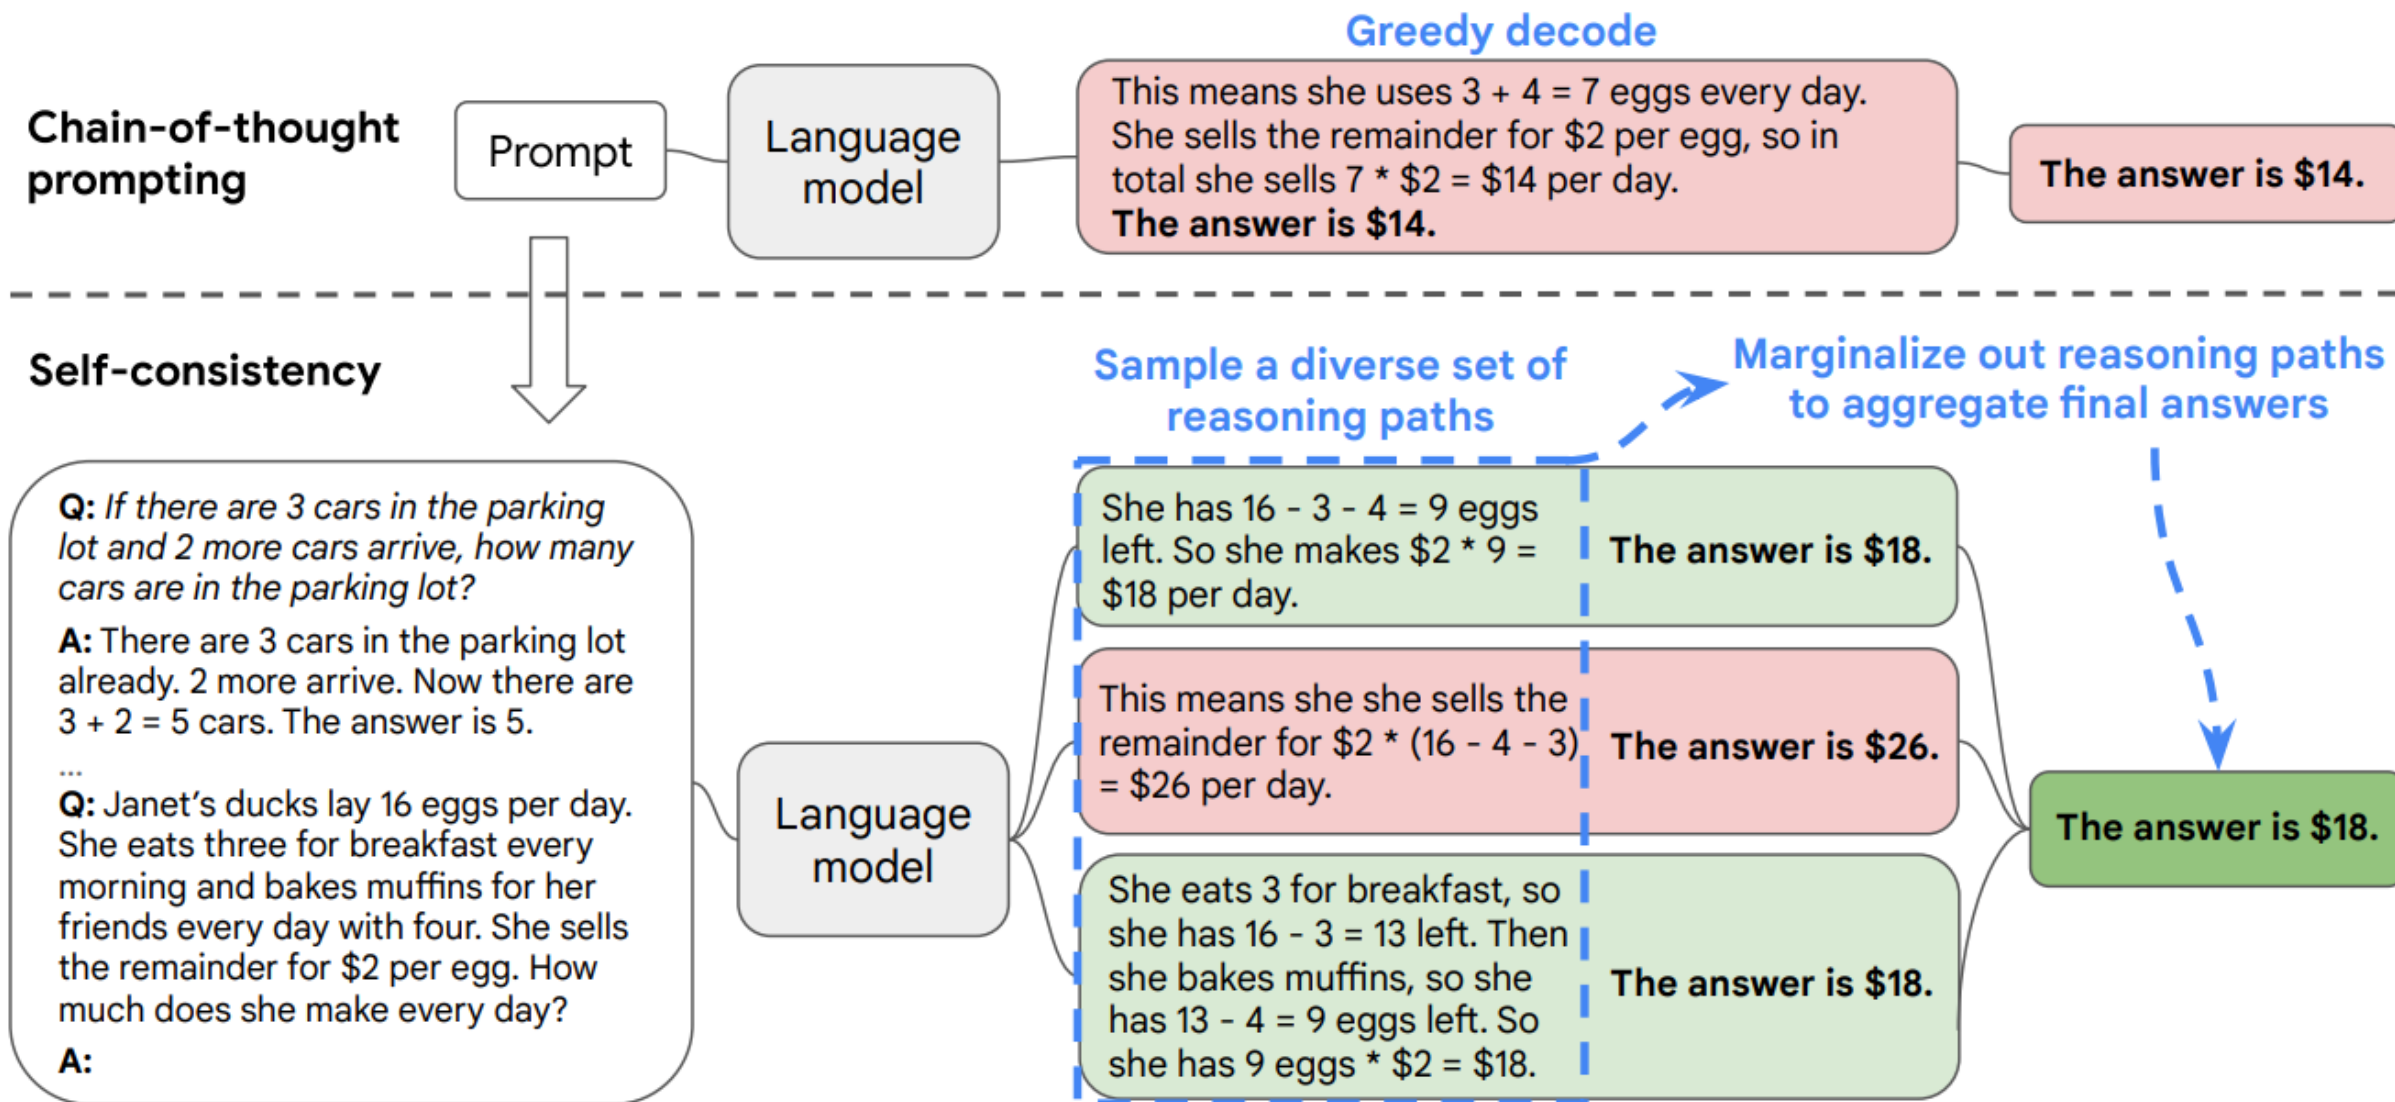 Greedy decode
Chain-of-thought
prompting
Prompt
Language
model
This means she uses 3 + 4 = 7 eggs every day.
She sells the remainder for $2 per egg, so in
total she sells 7 * $2 = $14 per day.
The answer is $14.
The answer is $14.
Self-consistency
Sample a diverse set of
reasoning paths
Marginalize out reasoning paths
to aggregate final answers
Q: If there are 3 cars in the parking
lot and 2 more cars arrive, how many
cars are in the parking lot?
A: There are 3 cars in the parking lot
already. 2 more arrive. Now there are
3 + 2 = 5 cars. The answer is 5.
...
Q: Janet's ducks lay 16 eggs per day.
She eats three for breakfast every
morning and bakes muffins for her
friends every day with four. She sells
the remainder for $2 per egg. How
much does she make every day?
A:
Language
model
She has 16 - 3 - 4 = 9 eggs
left. So she makes $2 * 9 =
$18 per day.
The answer is $18.
This means she she sells the
remainder for $2 * (16 - 4 - 3)
= $26 per day.
The answer is $26.
She eats 3 for breakfast, so
she has 16 - 3 = 13 left. Then
she bakes muffins, so she
has 13 - 4 = 9 eggs left. So
she has 9 eggs * $2 = $18.
The answer is $18.
The answer is $18.